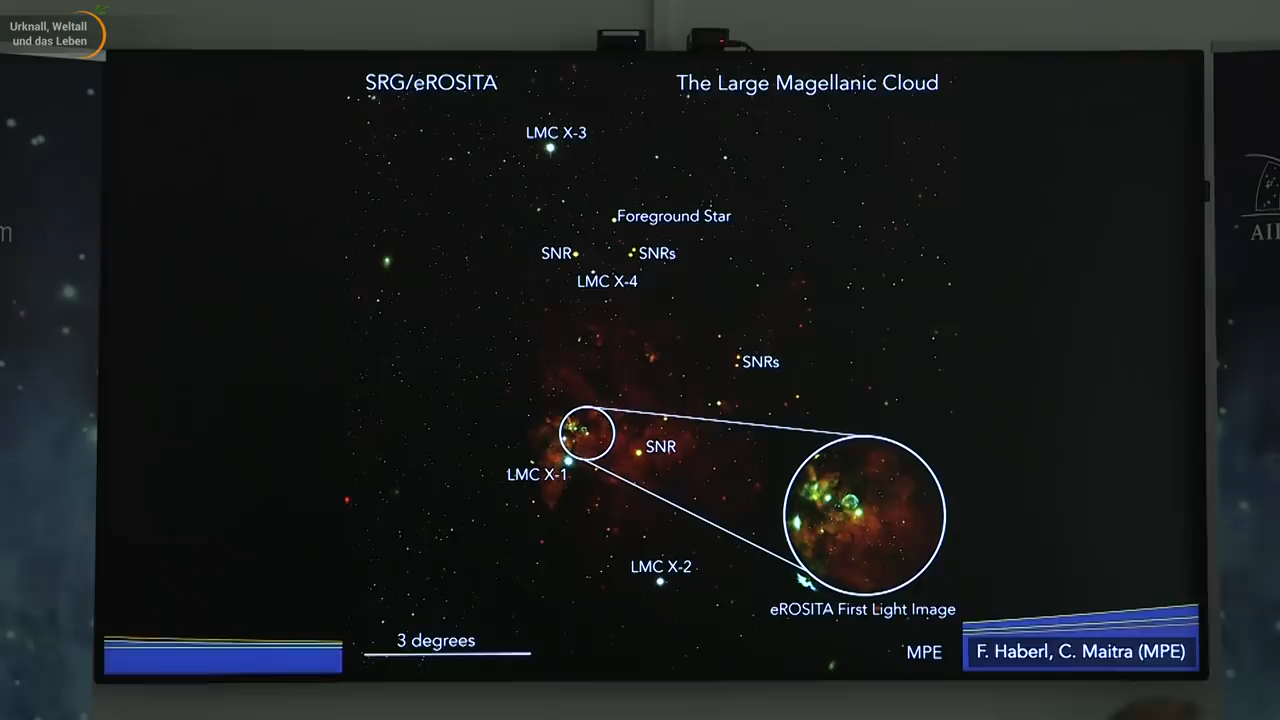 Urknall, Weltall
und das Leben
SRG/eROSITA
The Large Magellanic Cloud
LMC X-3
Foreground Star
SNR
SNRs
LMC X-4
SNRs
SNR
LMC X-1
LMC X-2
eROSITA First Light Image
3 degrees
MPE
F. Haberl, C. Maitra (MPE)